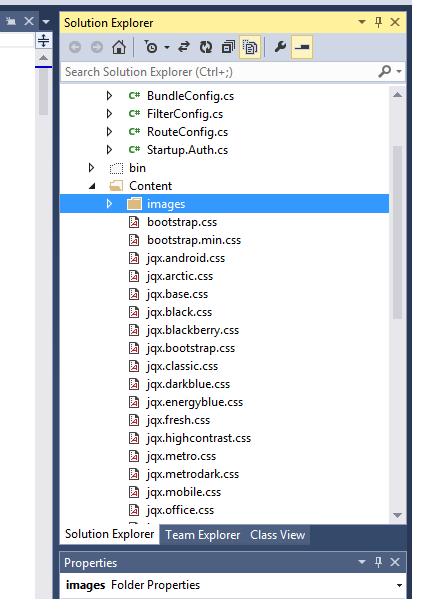 Solution Explorer
Search Solution Explorer (Ctrl+;)
C# BundleConfig.cs
C# FilterConfig.cs
C# RouteConfig.cs
C# Startup.Auth.cs
bin
Content
images
bootstrap.css
bootstrap.min.css
jqx.android.css
jqx.arctic.css
jqx.base.css
jqx.black.css
jqx.blackberry.css
jqx.bootstrap.css
jqx.classic.css
jqx.darkblue.css
jqx.energyblue.css
jqx.fresh.css
jqx.highcontrast.css
jqx.metro.css
jqx.metrodark.css
jqx.mobile.css
jqx.office.css
Solution Explorer Team Explorer Class View
Properties
images Folder Properties